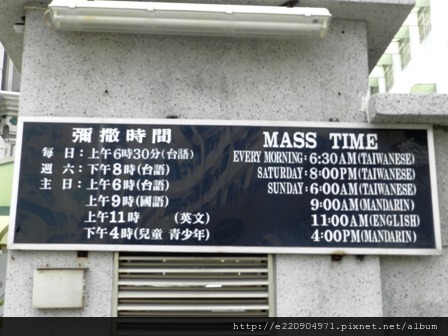 彌撒時間
每 日：上午6時30分(台語)
週 六：下午8時(台語)
主 日：上午6時(台語)
上午9時(國語)
上午11時 (英文)
下午4時(兒童 青少年)
MASS TIME
EVERY MORNING: 6:30AM(TAIWANESE)
SATURDAY: 8:00PM(TAIWANESE)
SUNDAY: 6:00AM(TAIWANESE)
9:00AM(MANDARIN)
11:00AM(ENGLISH)
4:00PM(MANDARIN)
http://e220904971.pixnet.net/album